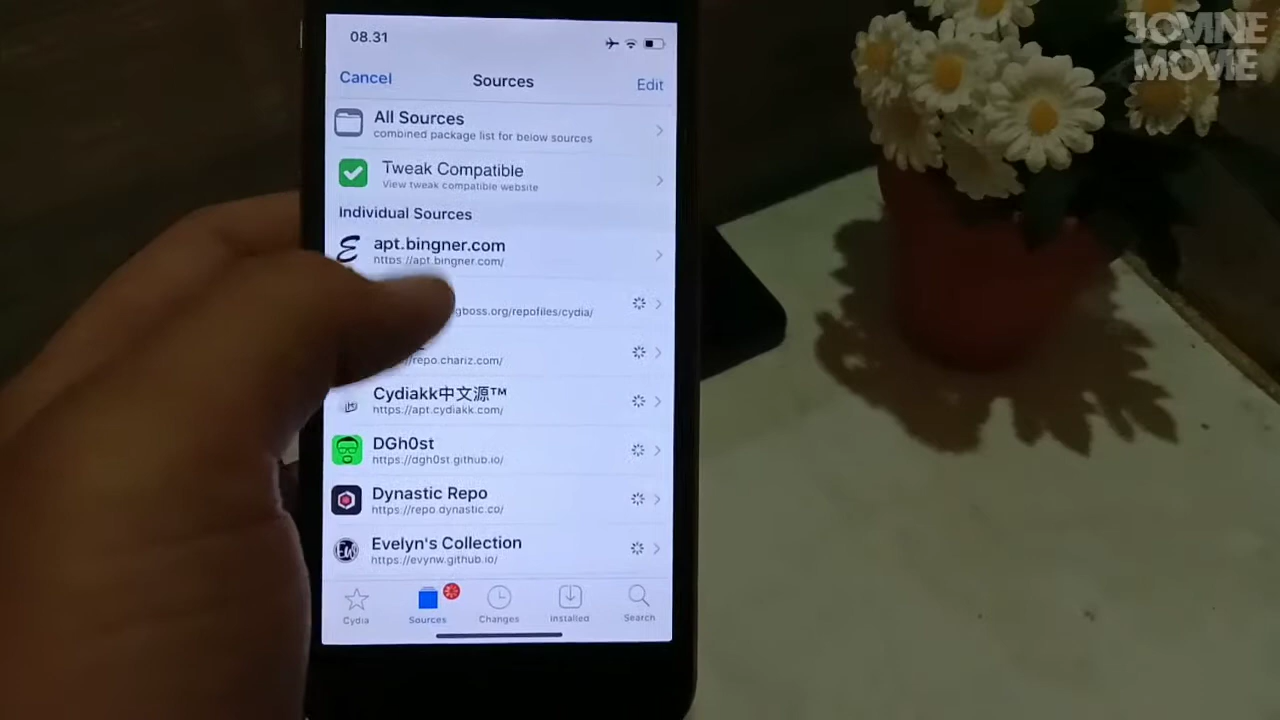 JOVINE
MOVIE
08.31
Cancel
Sources
Edit
All Sources
combined package list for below sources
Tweak Compatible
View tweak compatible website
Individual Sources
apt.bingner.com
https://apt.bingner.com/
gboss.org/repofiles/cydia/
//repo.chariz.com/
Cydiakk中文源™
https://apt.cydiakk.com/
DGh0st
https://dgh0st.github.io/
Dynastic Repo
https://repo.dynastic.co/
Evelyn's Collection
https://evynw.github.io/
Cydia
Sources
Changes
Installed
Search